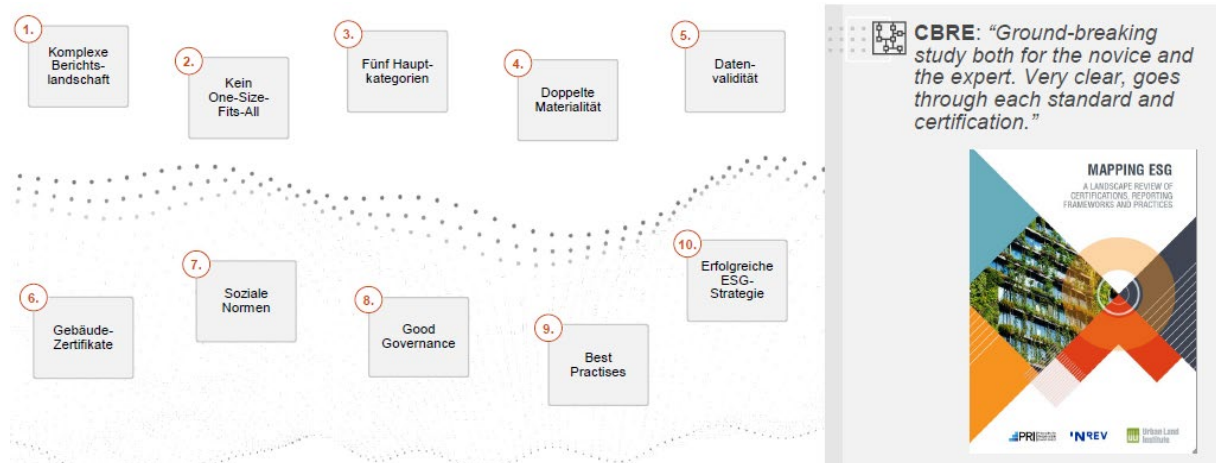 1.
Komplexe
Berichts-
landschaft
2.
Kein
One-Size-
Fits-All
3.
Fünf Haupt-
kategorien
4.
Doppelte
Materialität
5.
Daten-
validität
6.
Gebäude-
Zertifikate
7.
Soziale
Normen
8.
Good
Governance
9.
Best
Practises
10.
Erfolgreiche
ESG-
Strategie
CBRE: “Ground-breaking
study both for the novice and
the expert. Very clear, goes
through each standard and
certification.”
MAPPING ESG
A LANDSCAPE REVIEW OF
CERTIFICATIONS, REPORTING
FRAMEWORKS AND PRACTICES
PRI
INREV
Urban Land
Institute